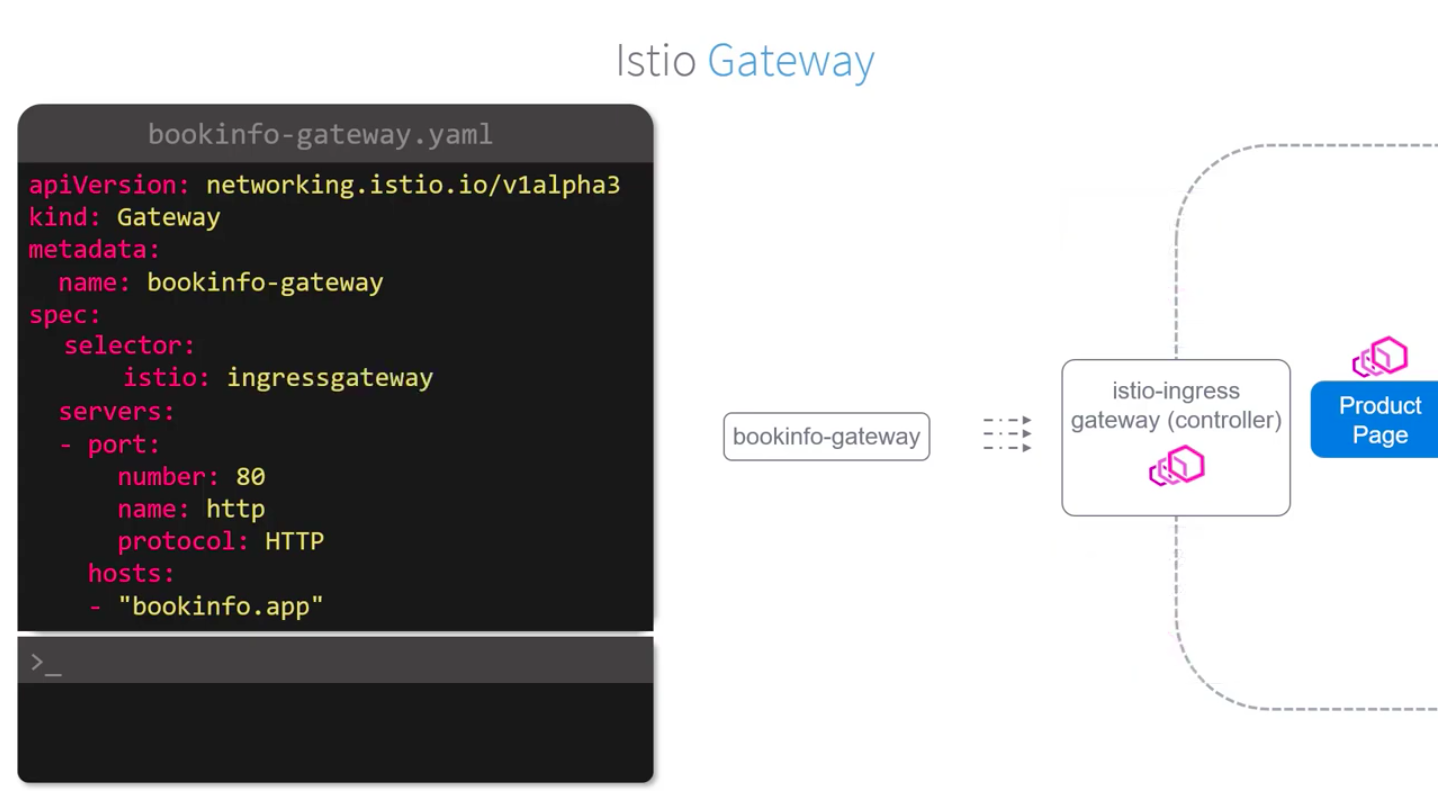 Istio Gateway
bookinfo-gateway.yaml
apiVersion: networking.istio.io/v1alpha3
kind: Gateway
metadata:
  name: bookinfo-gateway
spec:
  selector:
      istio: ingressgateway
  servers:
  - port:
      number: 80
      name: http
      protocol: HTTP
    hosts:
    - "bookinfo.app"
>_
bookinfo-gateway
istio-ingress
gateway (controller)
Product
Page